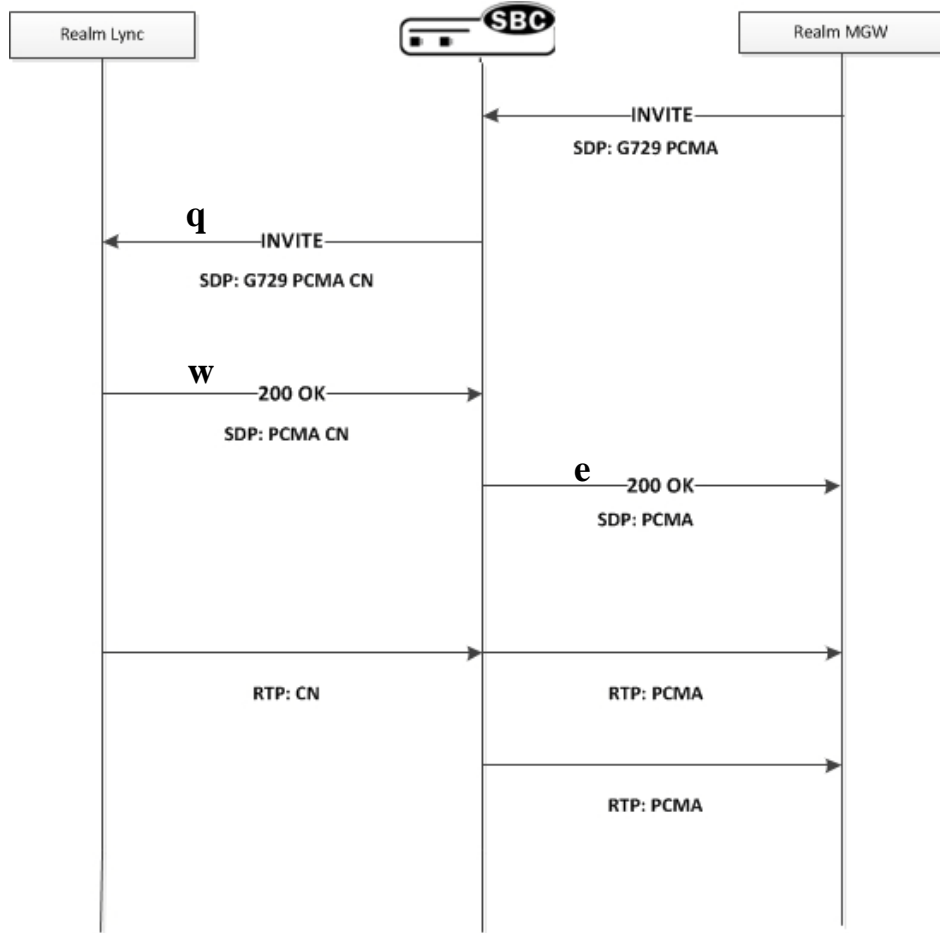 Realm Lync
SBC
Realm MGW
INVITE
SDP: G729 PCMA
q
INVITE
SDP: G729 PCMA CN
w
200 OK
SDP: PCMA CN
e
200 OK
SDP: PCMA
RTP: CN
RTP: PCMA
RTP: PCMA